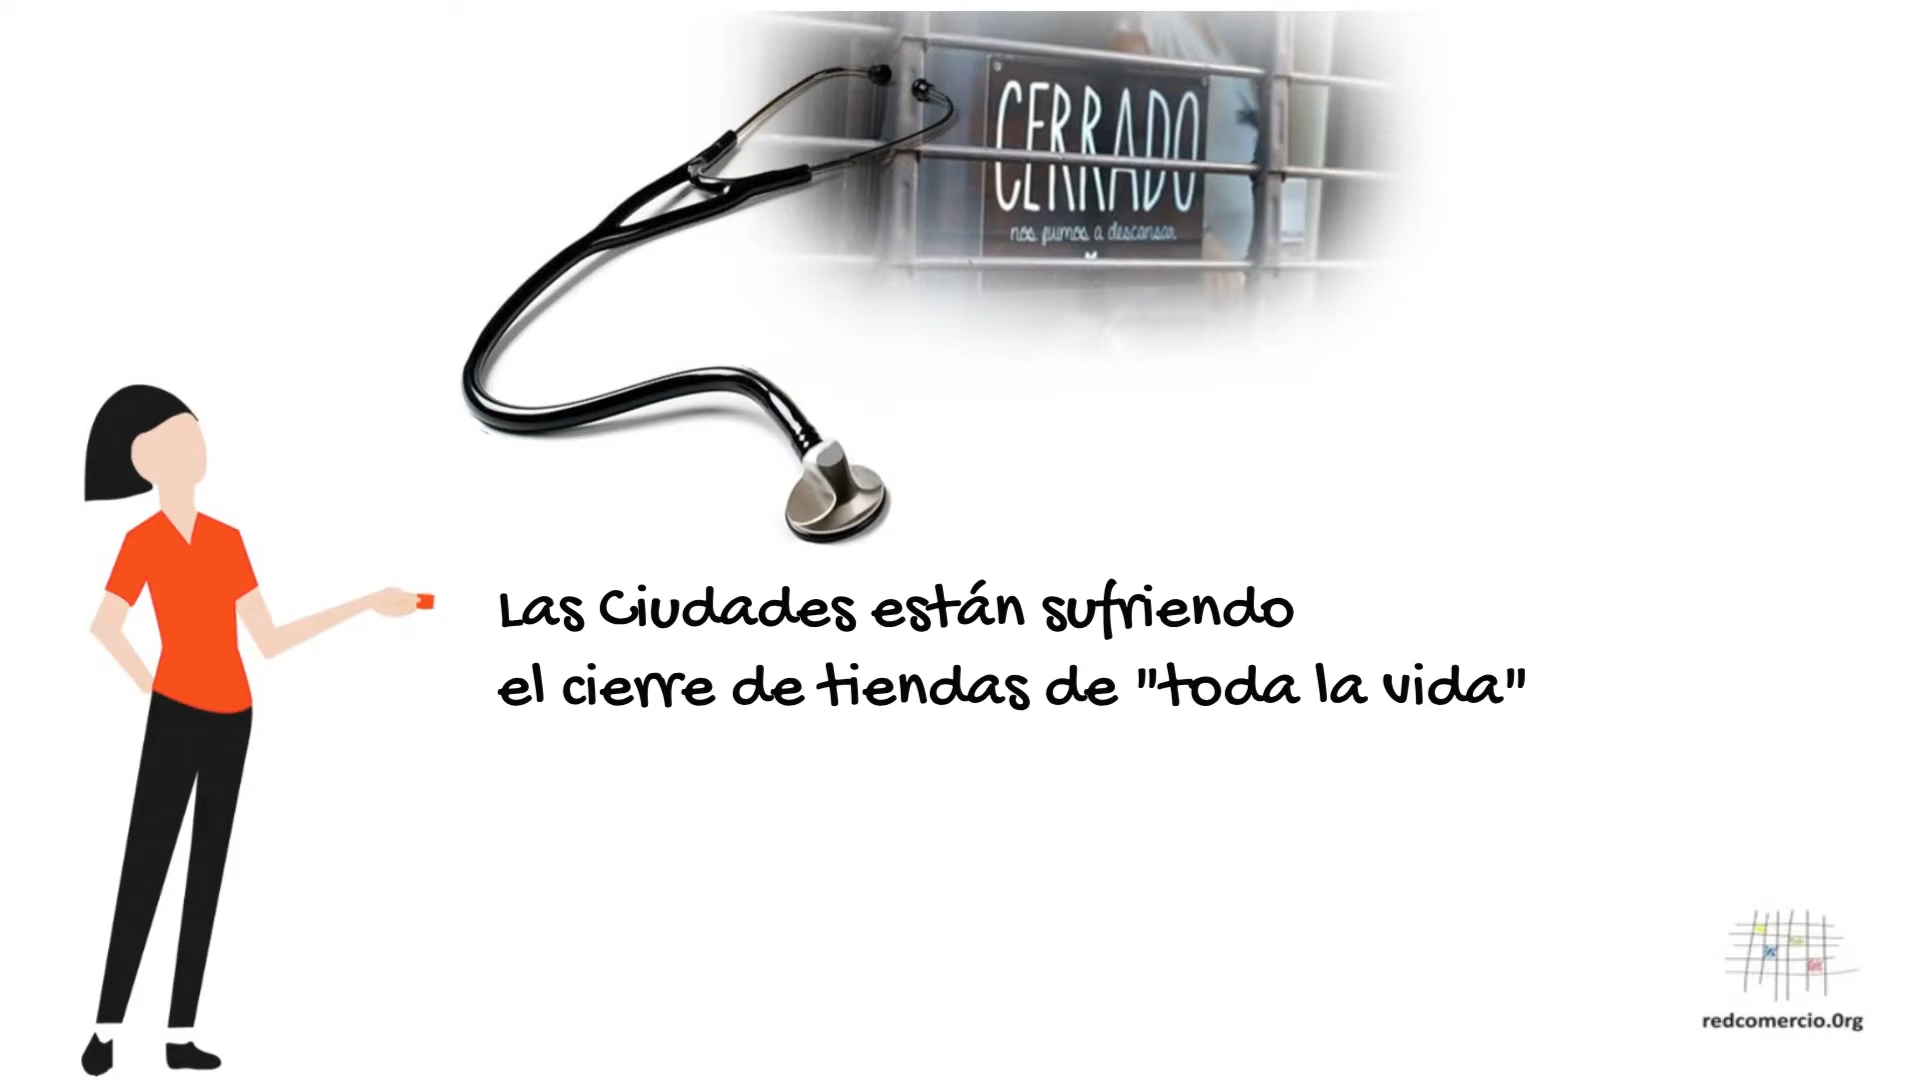 CERRADO
nos fuimos a descansar
Las Ciudades están sufriendo
el cierre de tiendas de "toda la vida"
redcomercio.0rg